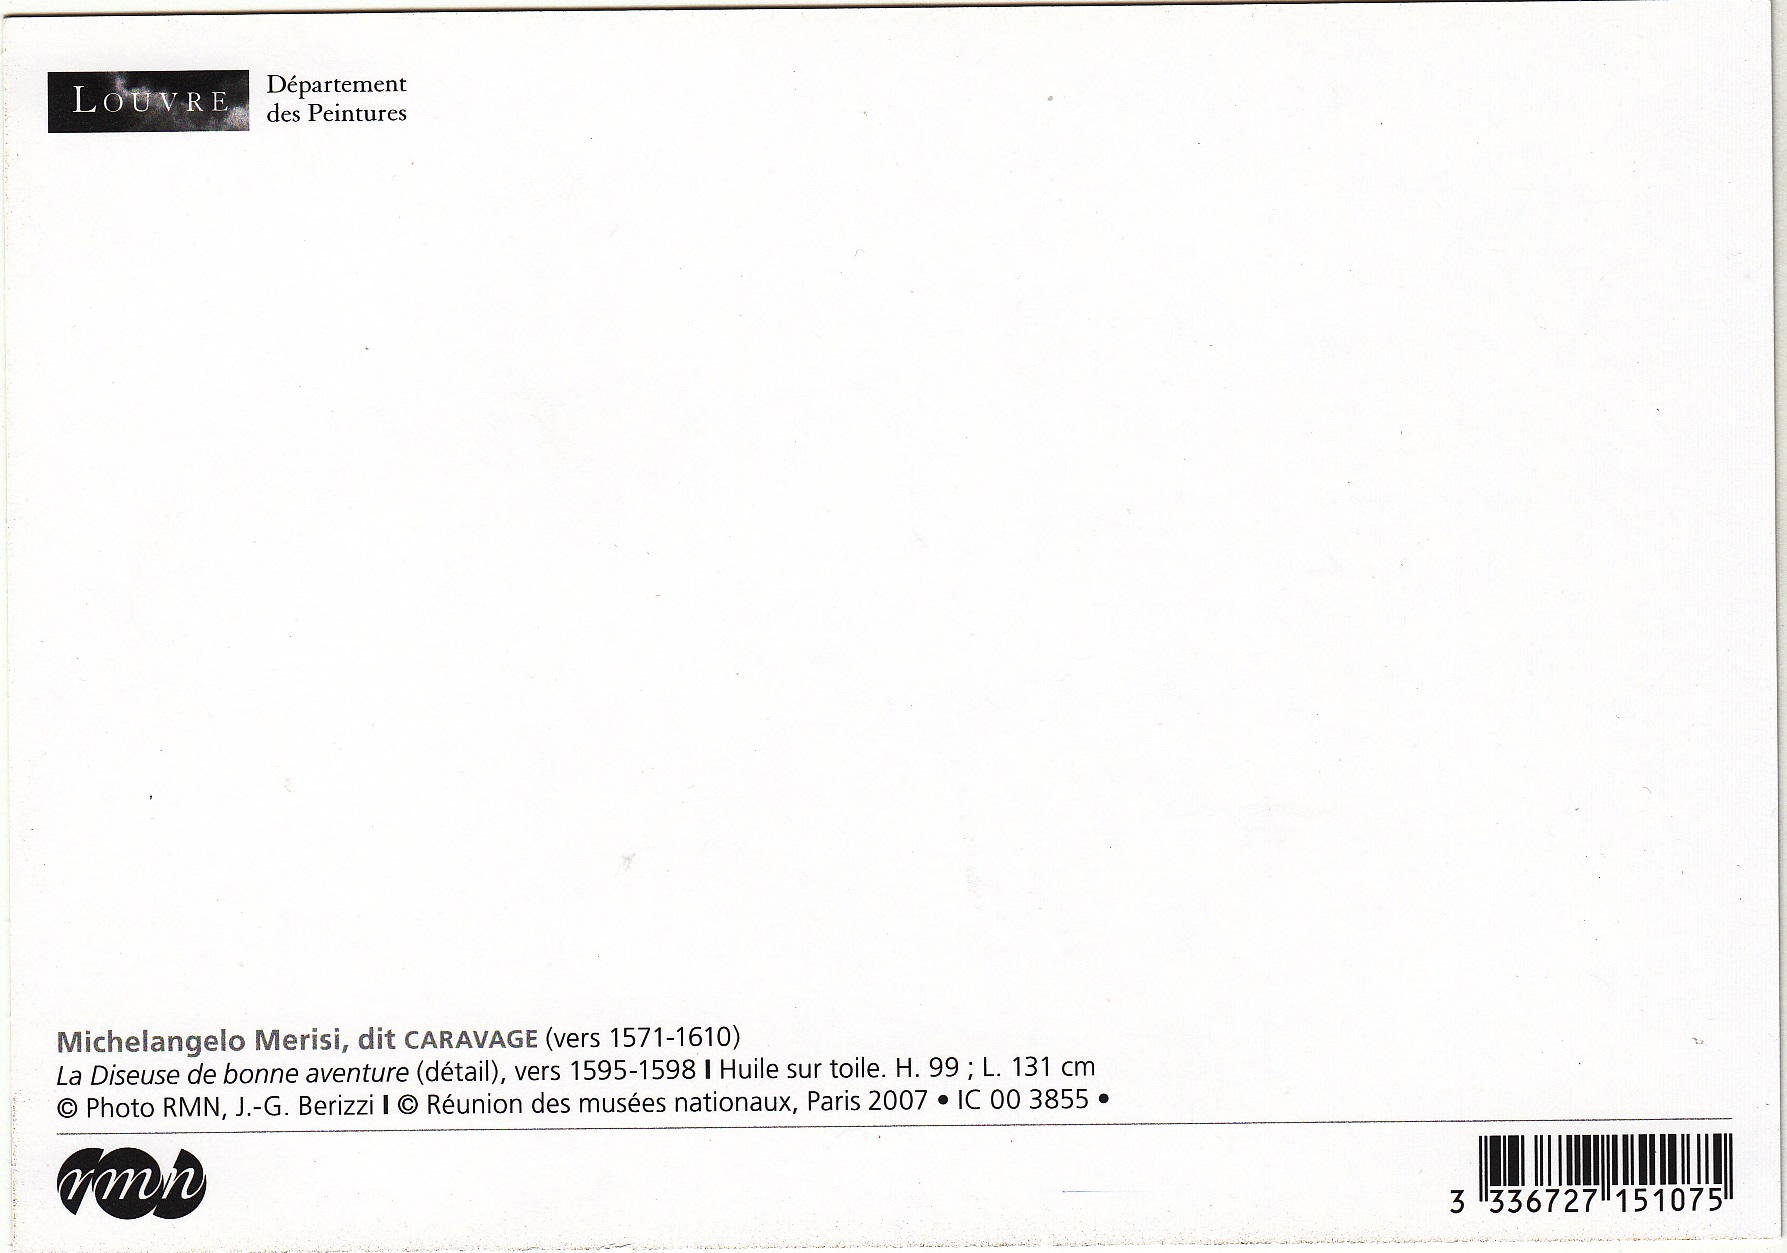 LOUVRE
Département
des Peintures
Michelangelo Merisi, dit CARAVAGE (vers 1571-1610)
La Diseuse de bonne aventure (détail), vers 1595-1598 I Huile sur toile. H. 99 ; L. 131 cm
© Photo RMN, J.-G. Berizzi I © Réunion des musées nationaux, Paris 2007 • IC 00 3855 •
rmn
3 336727 151075